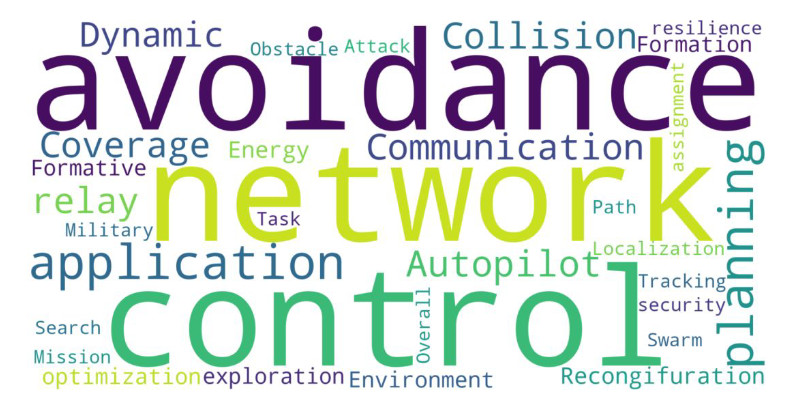 Dynamic
Obstacle
Attack
Collision
resilience
Formation
avoidance
assignment
Coverage
Energy
Communication
planning
Formative
network
relay
Task
Path
Military
Localization
application
Autopilot
Tracking
control
Overall
security
Search
Swarm
Mission
optimization
exploration
Environment
Recongifuration